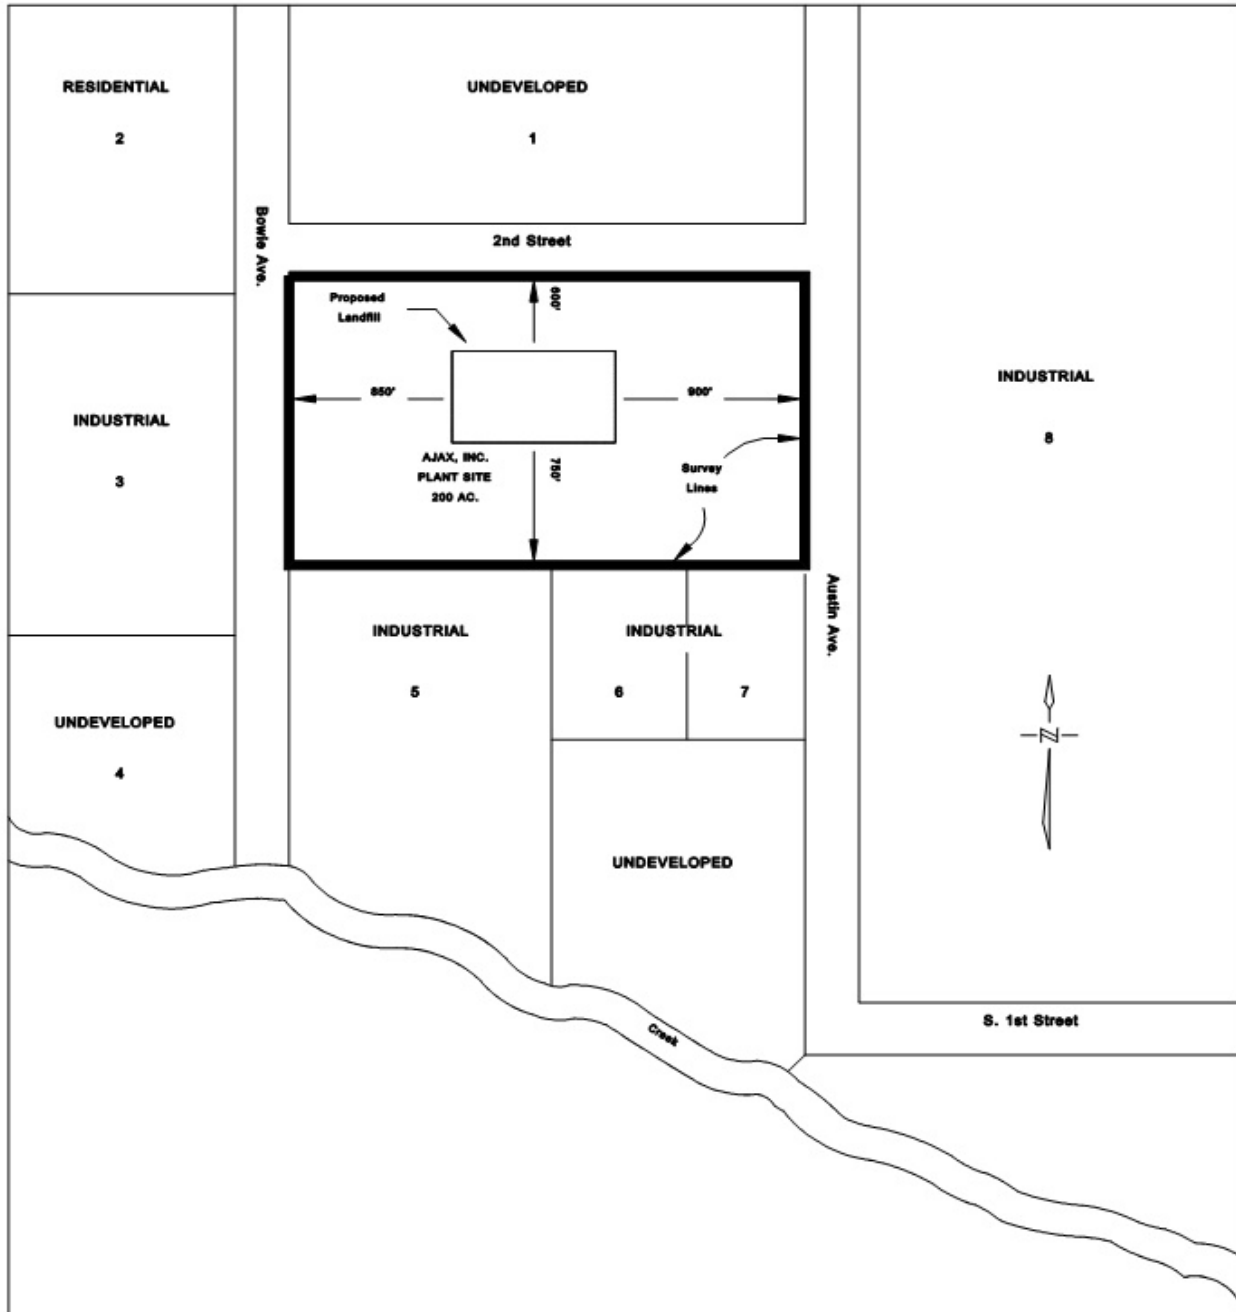 RESIDENTIAL
2
UNDEVELOPED
1
Bowie Ave.
2nd Street
Proposed
Landfill
600'
850'
900'
INDUSTRIAL
8
INDUSTRIAL
3
AJAX, INC.
PLANT SITE
200 AC.
750'
Survey
Lines
Austin Ave.
INDUSTRIAL
5
INDUSTRIAL
6
7
UNDEVELOPED
4
N
UNDEVELOPED
S. 1st Street
Creek